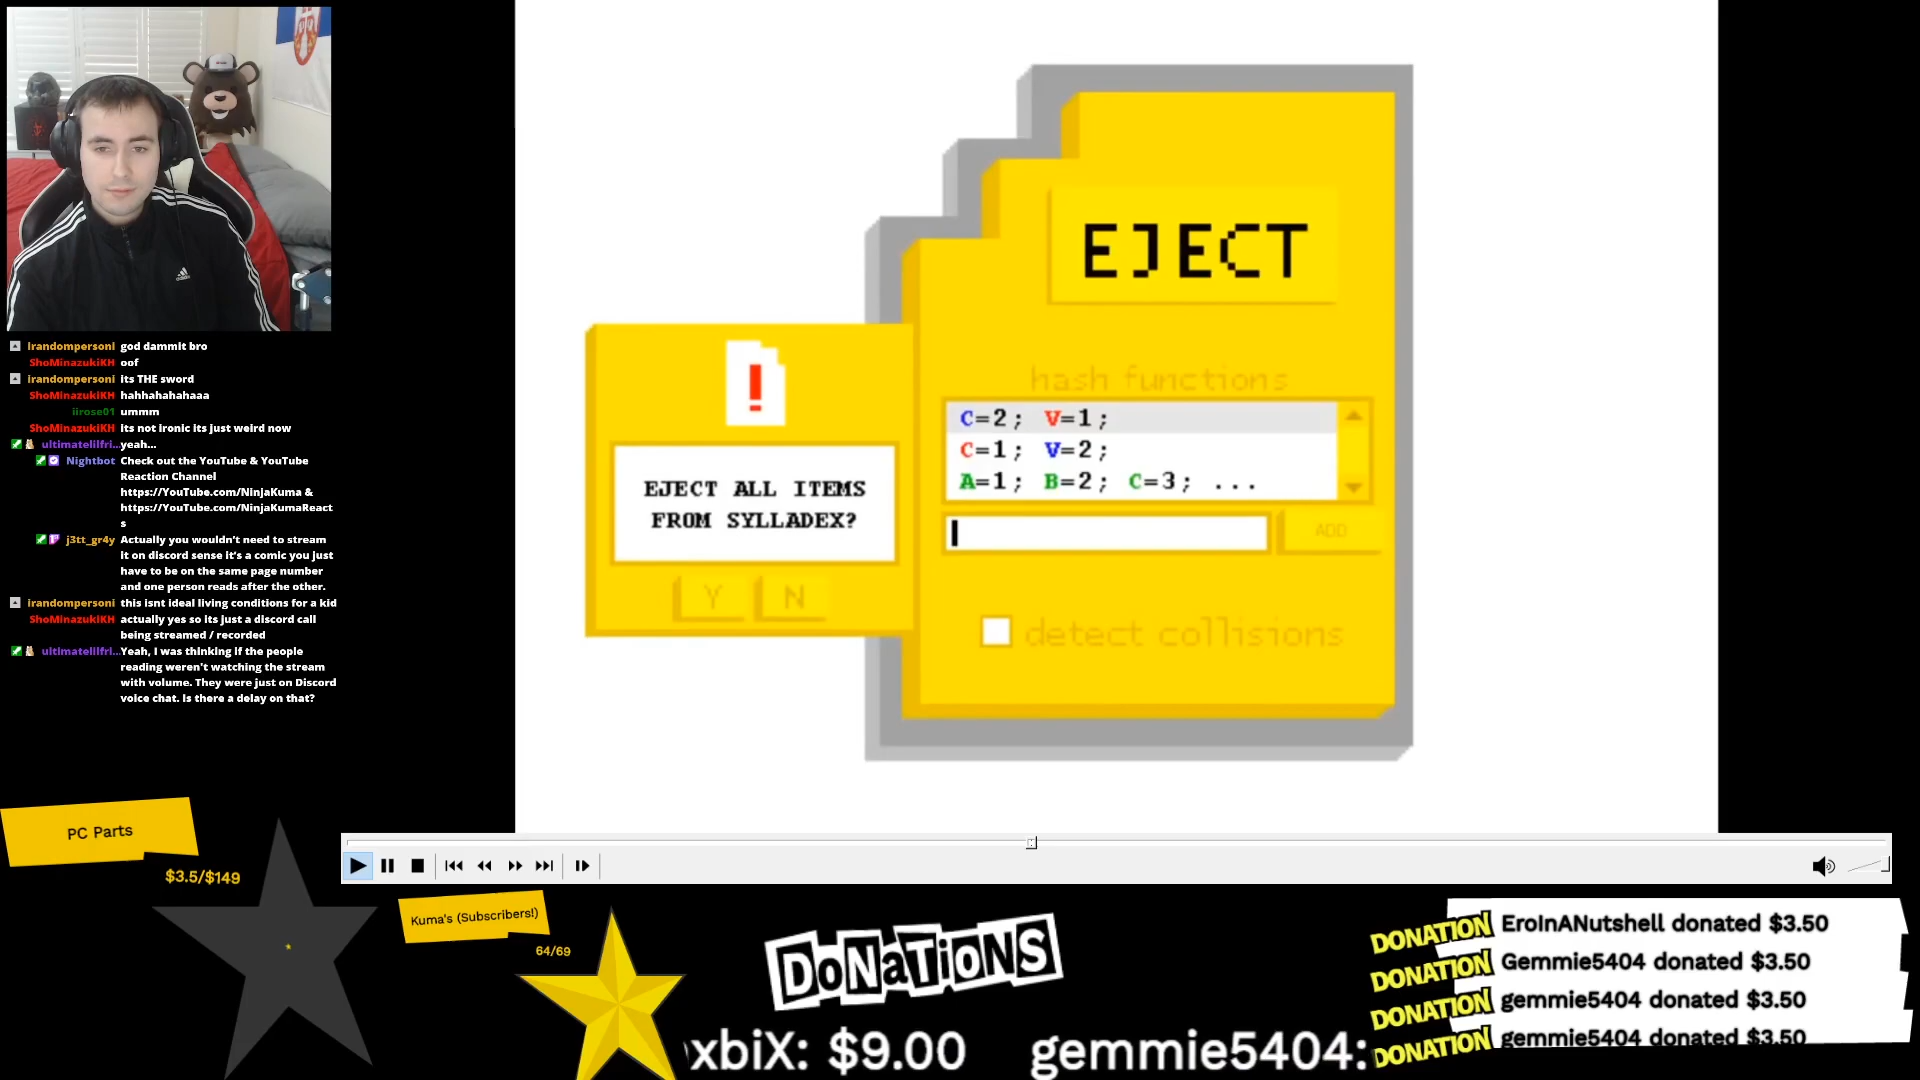 irandompersoni god dammit bro
ShoMinazukiKH oof
irandompersoni its THE sword
ShoMinazukiKH hahhahahahaaa
iirose01 ummm
ShoMinazukiKH Its not ironic its just weird now
ultimatelilfri... yeah...
Nightbot Check out the YouTube & YouTube
Reaction Channel
https://YouTube.com/NinjaKuma &
https://YouTube.com/NinjaKumaReact
s
j3tt_gr4y Actually you wouldn't need to stream
it on discord sense it's a comic you just
have to be on the same page number
and one person reads after the other.
irandompersoni this isnt ideal living conditions for a kid
ShoMinazukiKH actually yes so its just a discord call
being streamed / recorded
ultimatelilfri... Yeah, I was thinking if the people
reading weren't watching the stream
with volume. They were just on Discord
voice chat. Is there a delay on that?
EJECT
hash functions
C=2; V=1;
C=1; V=2;
A=1; B=2; C=3; ...
ADD
detect collisions
!
EJECT ALL ITEMS
FROM SYLLADEX?
Y N
PC Parts
$3.5/$149
Kuma's (Subscribers!)
64/69
DoNaTiONS
xbiX: $9.00 gemmie5404:
DONATION EroInANutshell donated $3.50
DONATION Gemmie5404 donated $3.50
DONATION gemmie5404 donated $3.50
DONATION gemmie5404 donated $3.50